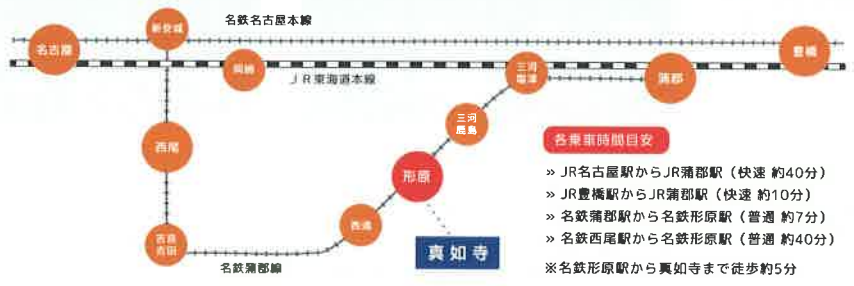 名鉄名古屋本線
新安城
名古屋
豊橋
岡崎
三河
塩津
JR東海道本線
蒲郡
三河
鹿島
西尾
各乗車時間目安
形原
» JR名古屋駅からJR蒲郡駅（快速 約40分）
» JR豊橋駅からJR蒲郡駅（快速 約10分）
» 名鉄蒲郡駅から名鉄形原駅（普通 約7分）
» 名鉄西尾駅から名鉄形原駅（普通 約40分）
西浦
吉良
吉田
真如寺
名鉄蒲郡線
※名鉄形原駅から真如寺まで徒歩約5分